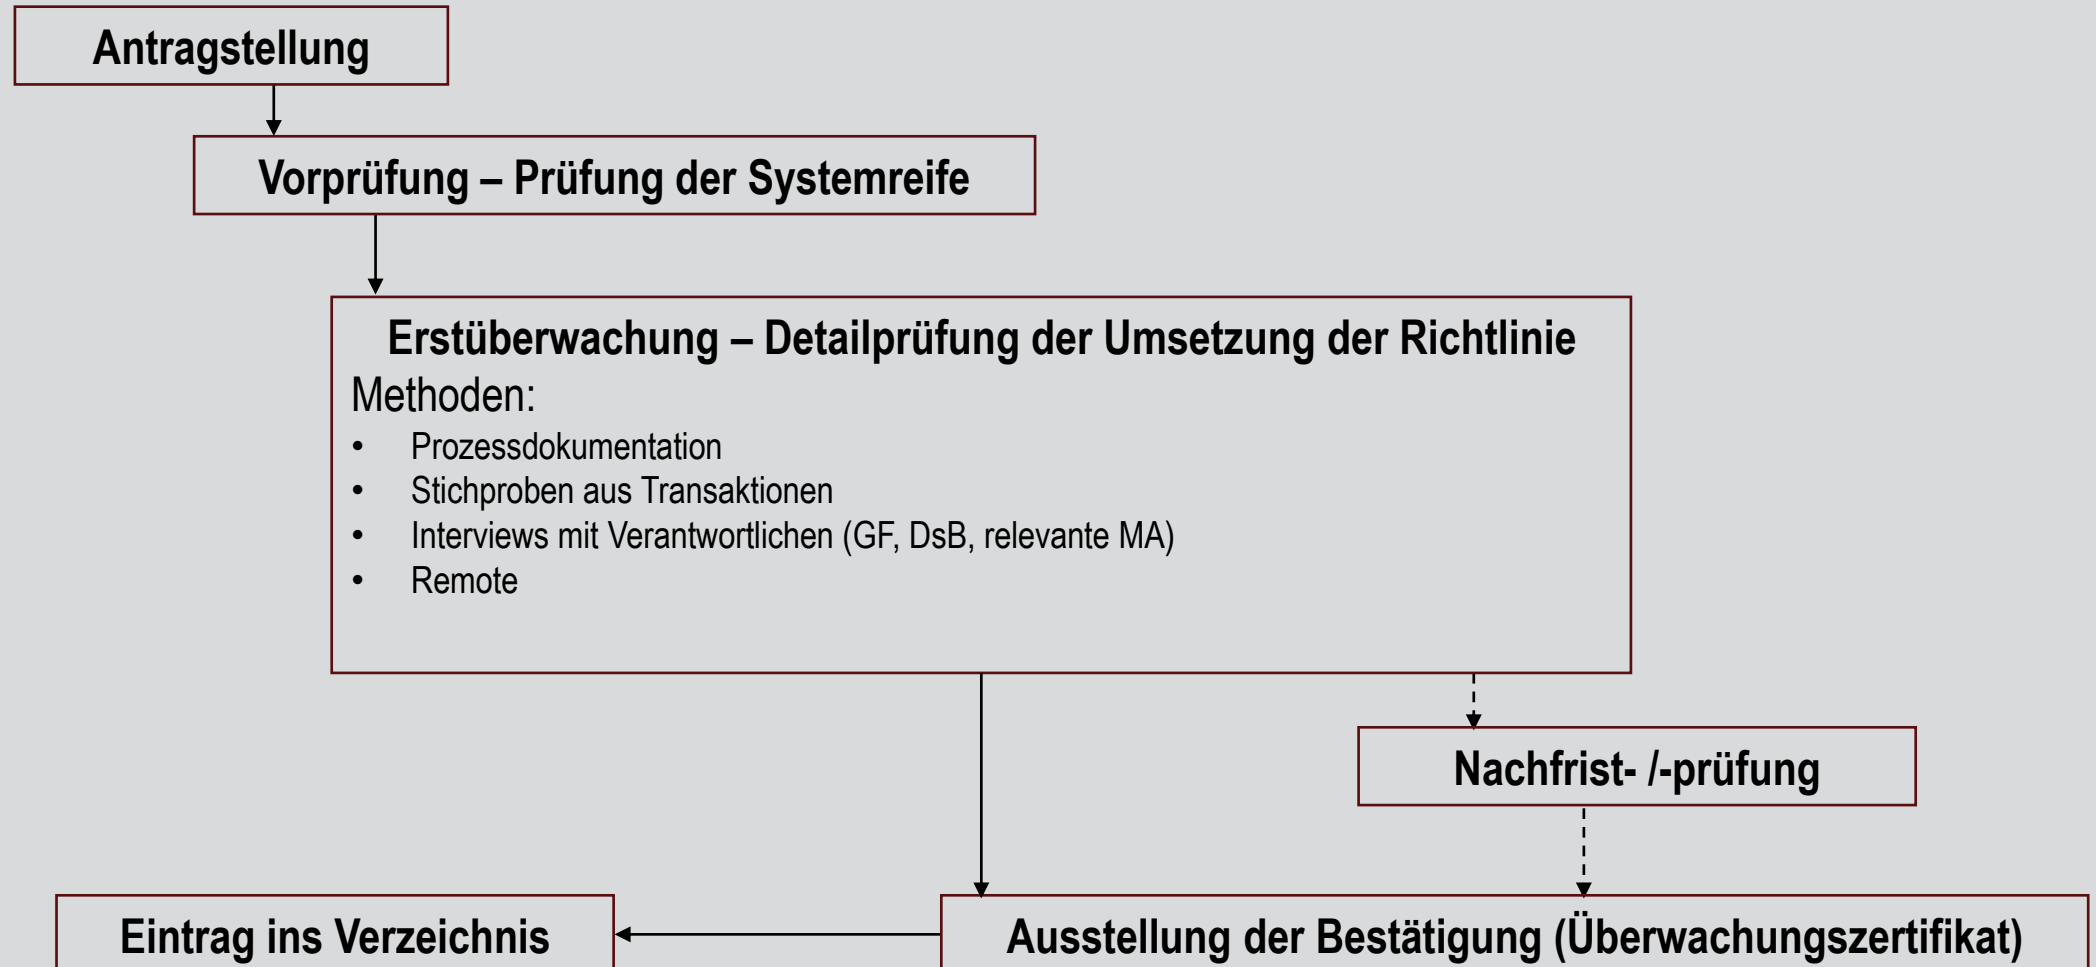 Antragstellung
Vorprüfung – Prüfung der Systemreife
Erstüberwachung – Detailprüfung der Umsetzung der Richtlinie
Methoden:
• Prozessdokumentation
• Stichproben aus Transaktionen
• Interviews mit Verantwortlichen (GF, DsB, relevante MA)
• Remote
Nachfrist- /-prüfung
Eintrag ins Verzeichnis
Ausstellung der Bestätigung (Überwachungszertifikat)